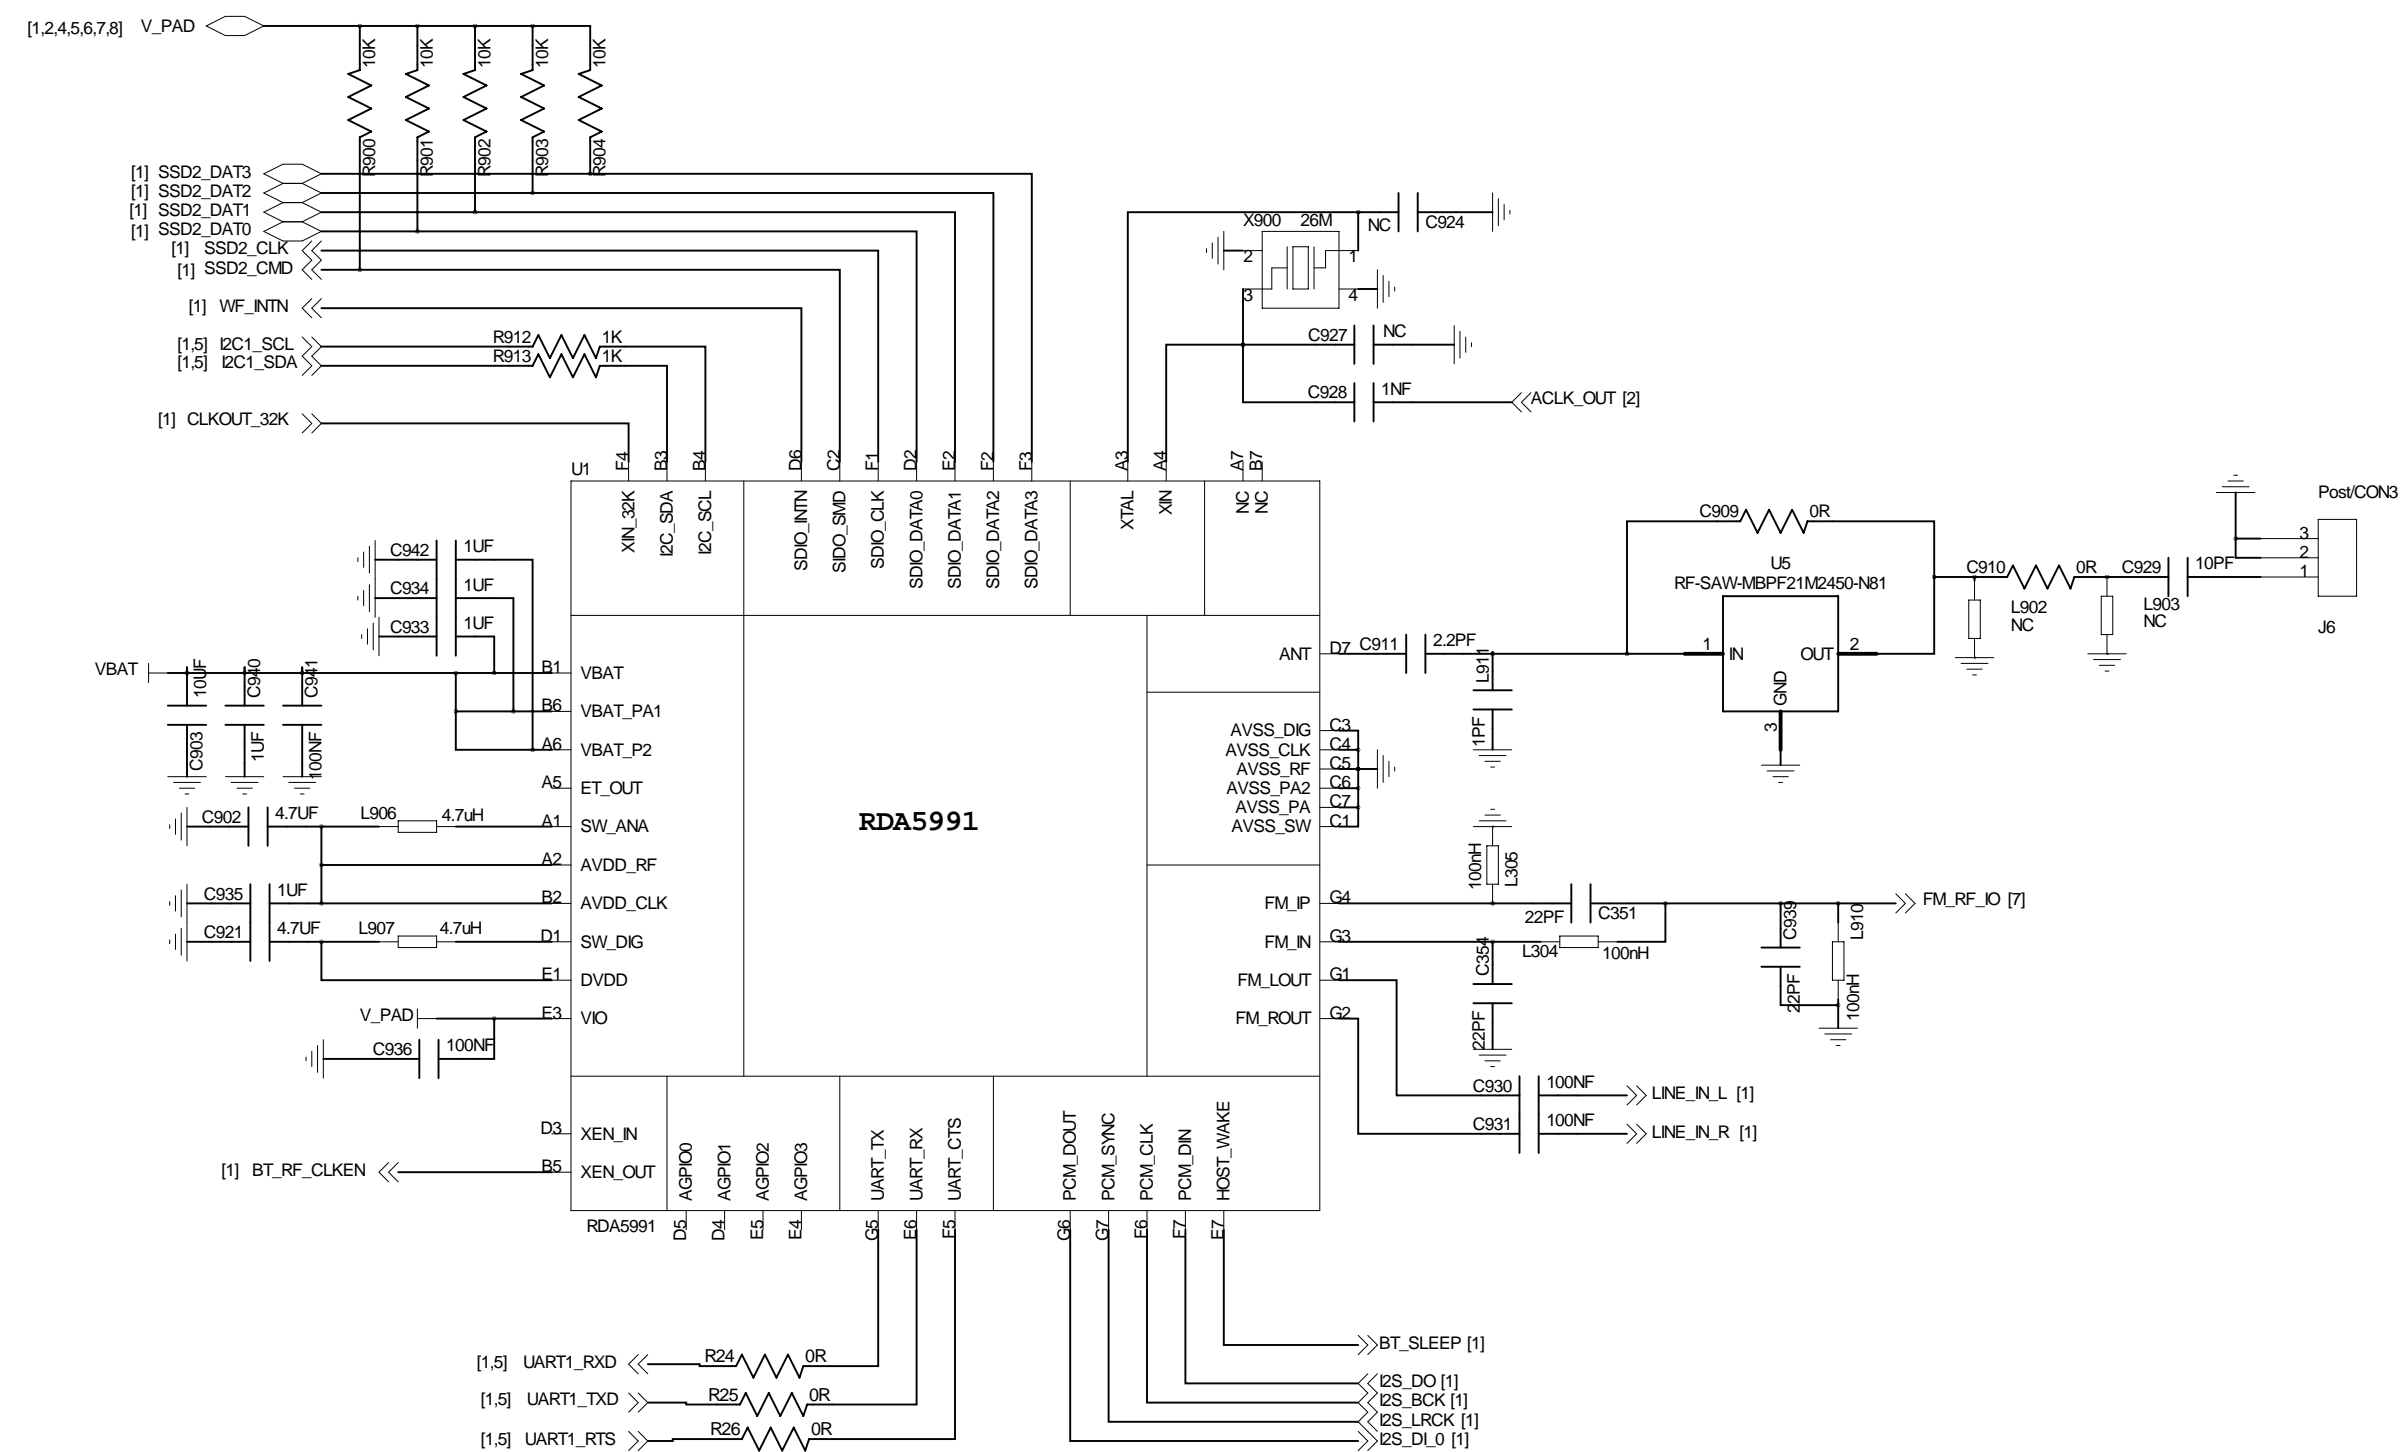 [1,2,4,5,6,7,8] V_PAD
10K 10K 10K 10K 10K
R900 R901 R902 R903 R904
[1] SSD2_DAT3
[1] SSD2_DAT2
[1] SSD2_DAT1
[1] SSD2_DAT0
[1] SSD2_CLK
[1] SSD2_CMD
[1] WF_INTN
[1,5] I2C1_SCL R912 1K
[1,5] I2C1_SDA R913 1K
[1] CLKOUT_32K
X900 26M NC C924
2 1
3 4
C927 NC
C928 1NF ACLK_OUT [2]
U1 F4 B3 B4 D6 C2 F1 D2 E2 F2 F3 A3 A4 A7 B7
XIN_32K I2C_SDA I2C_SCL SDIO_INTN SIDO_SMD SDIO_CLK SDIO_DATA0 SDIO_DATA1 SDIO_DATA2 SDIO_DATA3 XTAL XIN NC NC
C942 1UF
C934 1UF
C933 1UF
VBAT B1 VBAT
10UF C940 C941
C903 1UF 100NF
B6 VBAT_PA1
A6 VBAT_P2
A5 ET_OUT
C902 4.7UF L906 4.7uH A1 SW_ANA
A2 AVDD_RF
C935 1UF B2 AVDD_CLK
C921 4.7UF L907 4.7uH D1 SW_DIG
E1 DVDD
V_PAD E3 VIO
C936 100NF
D3 XEN_IN
[1] BT_RF_CLKEN B5 XEN_OUT
RDA5991
ANT D7 C911 2.2PF
L911 1PF
C909 0R
U5
RF-SAW-MBPF21M2450-N81
1 IN OUT 2
GND
3
C910 0R C929 10PF
L902
NC
L903
NC
Post/CON3
3
2
1
J6
AVSS_DIG C3
AVSS_CLK C4
AVSS_RF C5
AVSS_PA2 C6
AVSS_PA C7
AVSS_SW C1
100nH L305
FM_IP G4 22PF C351 FM_RF_IO [7]
FM_IN G3 L304 100nH
C354 22PF
C939 22PF
L910 100nH
FM_LOUT G1
FM_ROUT G2
C930 100NF LINE_IN_L [1]
C931 100NF LINE_IN_R [1]
AGPIO0 AGPIO1 AGPIO2 AGPIO3 UART_TX UART_RX UART_CTS PCM_DOUT PCM_SYNC PCM_CLK PCM_DIN HOST_WAKE
RDA5991 D5 D4 E5 E4 G5 E6 F5 G6 G7 F6 F7 E7
BT_SLEEP [1]
[1,5] UART1_RXD R24 0R
I2S_DO [1]
[1,5] UART1_TXD R25 0R
I2S_BCK [1]
I2S_LRCK [1]
[1,5] UART1_RTS R26 0R
I2S_DI_0 [1]